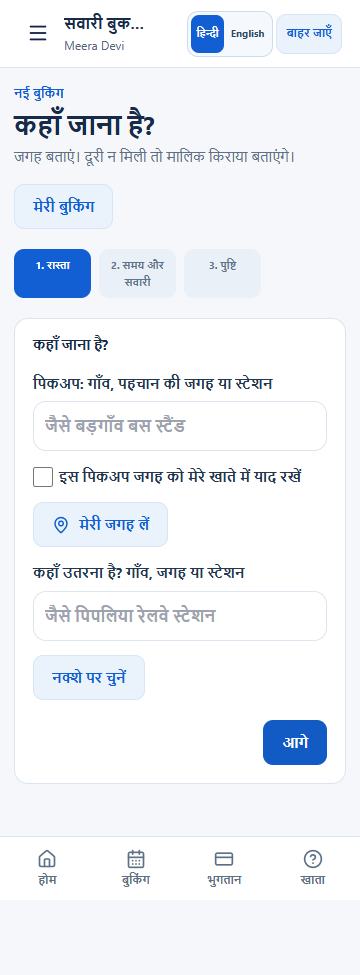 सवारी बुक...
Meera Devi
हिन्दी
English
बाहर जाएँ
नई बुकिंग
कहाँ जाना है?
जगह बताएं। दूरी न मिली तो मालिक किराया बताएंगे।
मेरी बुकिंग
1. रास्ता
2. समय और
सवारी
3. पुष्टि
कहाँ जाना है?
पिकअप: गाँव, पहचान की जगह या स्टेशन
जैसे बड़गाँव बस स्टैंड
इस पिकअप जगह को मेरे खाते में याद रखें
मेरी जगह लें
कहाँ उतरना है? गाँव, जगह या स्टेशन
जैसे पिपलिया रेलवे स्टेशन
नक्शे पर चुनें
आगे
होम
बुकिंग
भुगतान
खाता